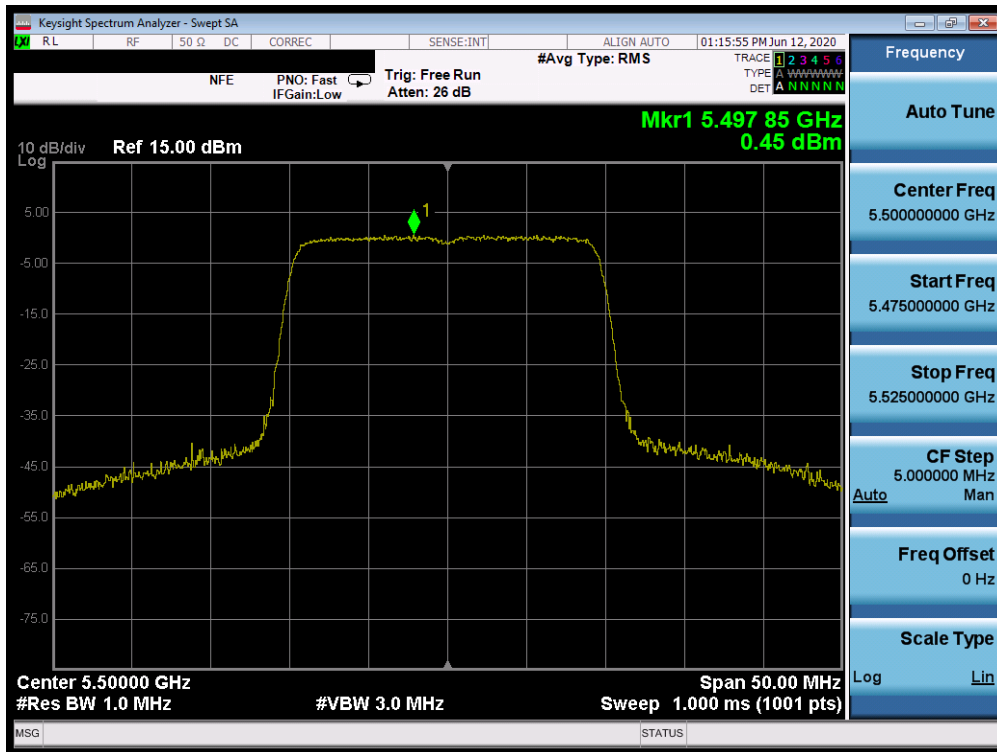 Keysight Spectrum Analyzer - Swept SA
LXI RL RF 50 Ω DC CORREC SENSE:INT ALIGN AUTO 01:15:55 PM Jun 12, 2020
NFE PNO: Fast IFGain:Low Trig: Free Run Atten: 26 dB #Avg Type: RMS
TRACE 1 2 3 4 5 6
TYPE A W W W W W
DET A N N N N N
Mkr1 5.497 85 GHz
0.45 dBm
10 dB/div Ref 15.00 dBm
Log
1
5.00
-5.00
-15.0
-25.0
-35.0
-45.0
-55.0
-65.0
-75.0
Center 5.50000 GHz Span 50.00 MHz
#Res BW 1.0 MHz #VBW 3.0 MHz Sweep 1.000 ms (1001 pts)
MSG STATUS
Frequency
Auto Tune
Center Freq
5.500000000 GHz
Start Freq
5.475000000 GHz
Stop Freq
5.525000000 GHz
CF Step
5.000000 MHz
Auto Man
Freq Offset
0 Hz
Scale Type
Log Lin